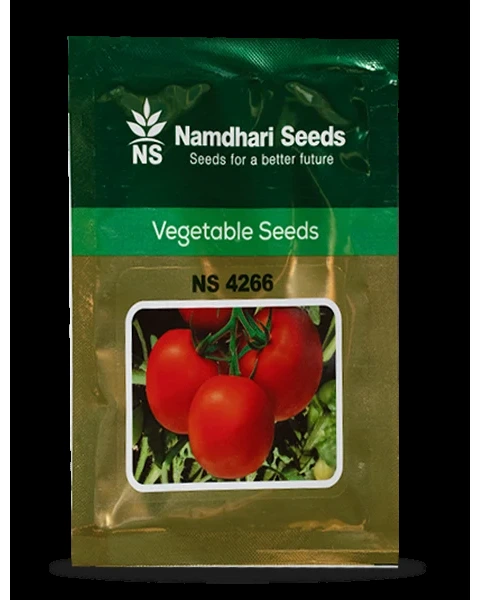 NS
Namdhari Seeds
Seeds for a better future
Vegetable Seeds
NS 4266